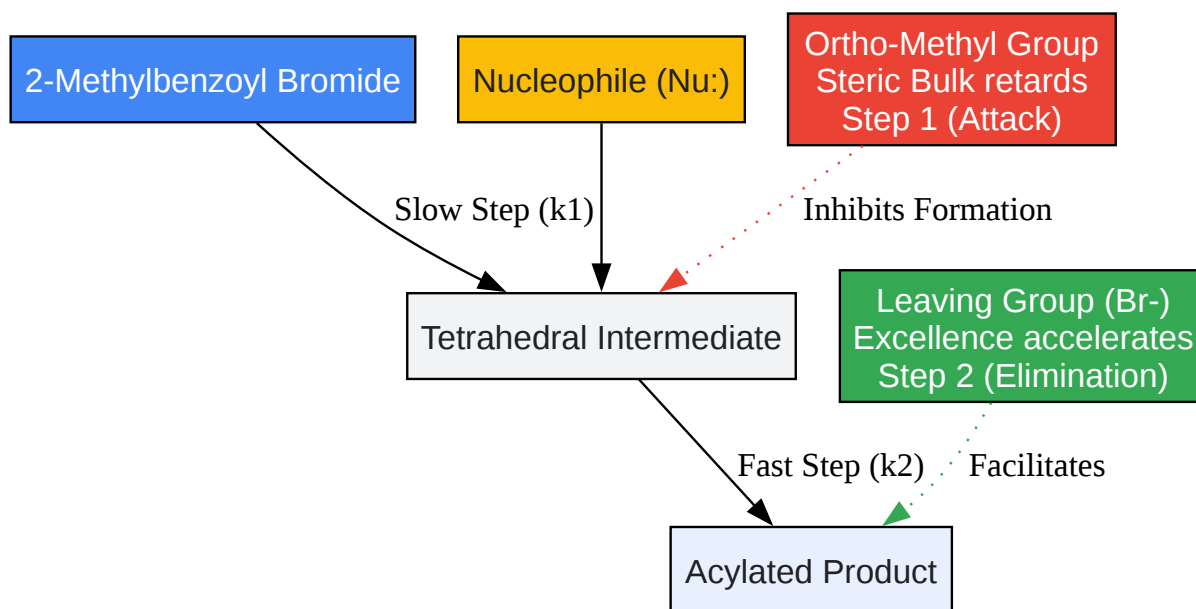 2-Methylbenzoyl Bromide
Nucleophile (Nu:)
Ortho-Methyl Group
Steric Bulk retards
Step 1 (Attack)
Slow Step (k1)
Inhibits Formation
Tetrahedral Intermediate
Leaving Group (Br-)
Excellence accelerates
Step 2 (Elimination)
Fast Step (k2)
Facilitates
Acylated Product